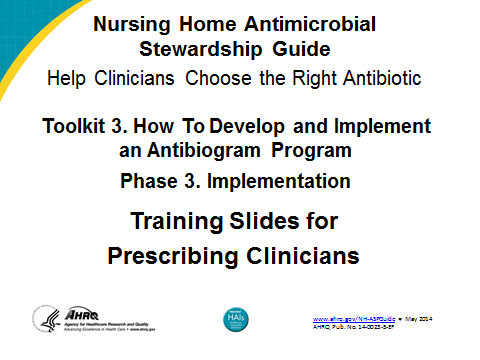 Nursing Home Antimicrobial
Stewardship Guide
Help Clinicians Choose the Right Antibiotic
Toolkit 3. How To Develop and Implement
an Antibiogram Program
Phase 3. Implementation
Training Slides for
Prescribing Clinicians
AHRQ
Agency for Healthcare Research and Quality
Advancing Excellence in Health Care • www.ahrq.gov
HAIs
www.ahrq.gov/NH-ASPGuide • May 2014
AHRQ Pub. No. 14-0023-5-EF